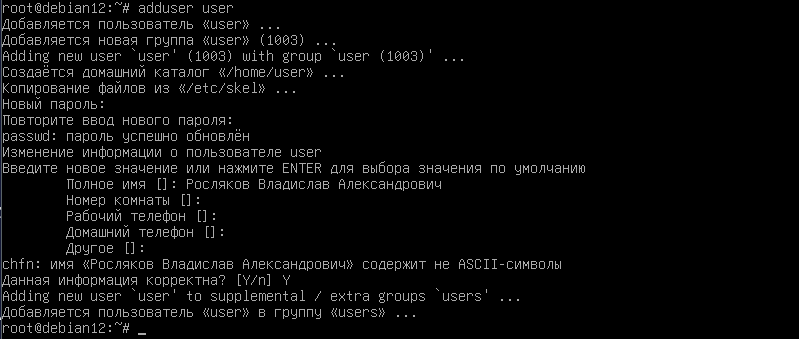 root@debian12:~# adduser user
Добавляется пользователь «user» ...
Добавляется новая группа «user» (1003) ...
Adding new user `user' (1003) with group `user (1003)' ...
Создаётся домашний каталог «/home/user» ...
Копирование файлов из «/etc/skel» ...
Новый пароль:
Повторите ввод нового пароля:
passwd: пароль успешно обновлён
Изменение информации о пользователе user
Введите новое значение или нажмите ENTER для выбора значения по умолчанию
Полное имя []: Росляков Владислав Александрович
Номер комнаты []:
Рабочий телефон []:
Домашний телефон []:
Другое []:
chfn: имя «Росляков Владислав Александрович» содержит не ASCII-символы
Данная информация корректна? [Y/n] Y
Adding new user `user' to supplemental / extra groups `users' ...
Добавляется пользователь «user» в группу «users» ...
root@debian12:~# _